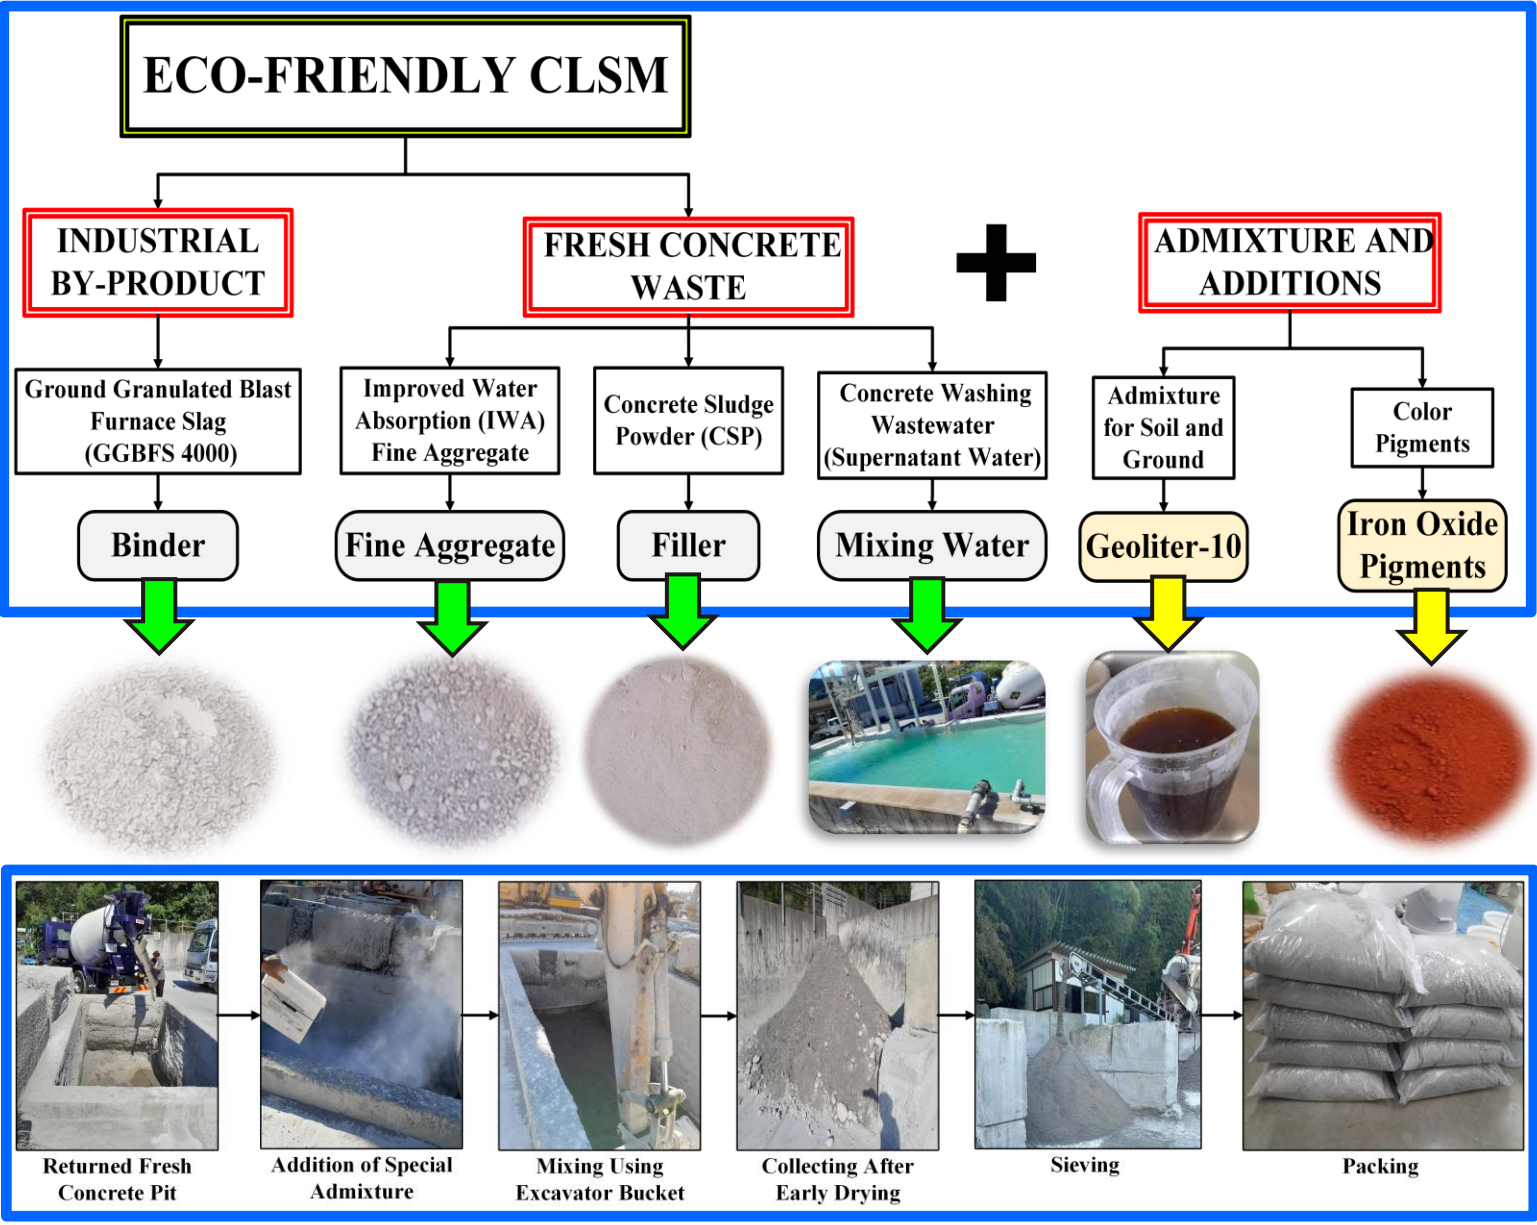 ECO-FRIENDLY CLSM
INDUSTRIAL
BY-PRODUCT
FRESH CONCRETE
WASTE
ADMIXTURE AND
ADDITIONS
Ground Granulated Blast
Furnace Slag
(GGBFS 4000)
Improved Water
Absorption (IWA)
Fine Aggregate
Concrete Sludge
Powder (CSP)
Concrete Washing
Wastewater
(Supernatant Water)
Admixture
for Soil and
Ground
Color
Pigments
Binder
Fine Aggregate
Filler
Mixing Water
Geoliter-10
Iron Oxide
Pigments
Returned Fresh
Concrete Pit
Addition of Special
Admixture
Mixing Using
Excavator Bucket
Collecting After
Early Drying
Sieving
Packing